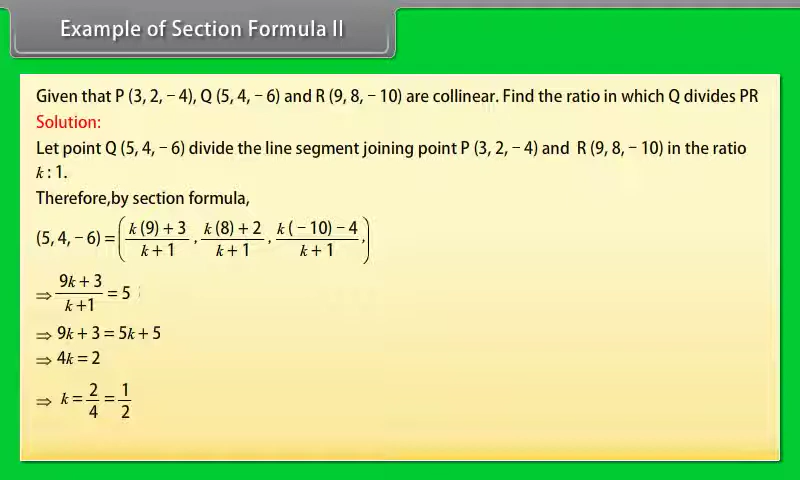 Example of Section Formula II
Given that P (3, 2, – 4), Q (5, 4, – 6) and R (9, 8, – 10) are collinear. Find the ratio in which Q divides PR
Solution:
Let point Q (5, 4, – 6) divide the line segment joining point P (3, 2, – 4) and R (9, 8, – 10) in the ratio
k : 1.
Therefore,by section formula,
(5, 4, – 6) = ( k (9) + 3 / k + 1 , k (8) + 2 / k + 1 , k ( – 10) – 4 / k + 1 , )
⇒ 9k + 3 / k +1 = 5
⇒ 9k + 3 = 5k + 5
⇒ 4k = 2
⇒ k = 2 / 4 = 1 / 2